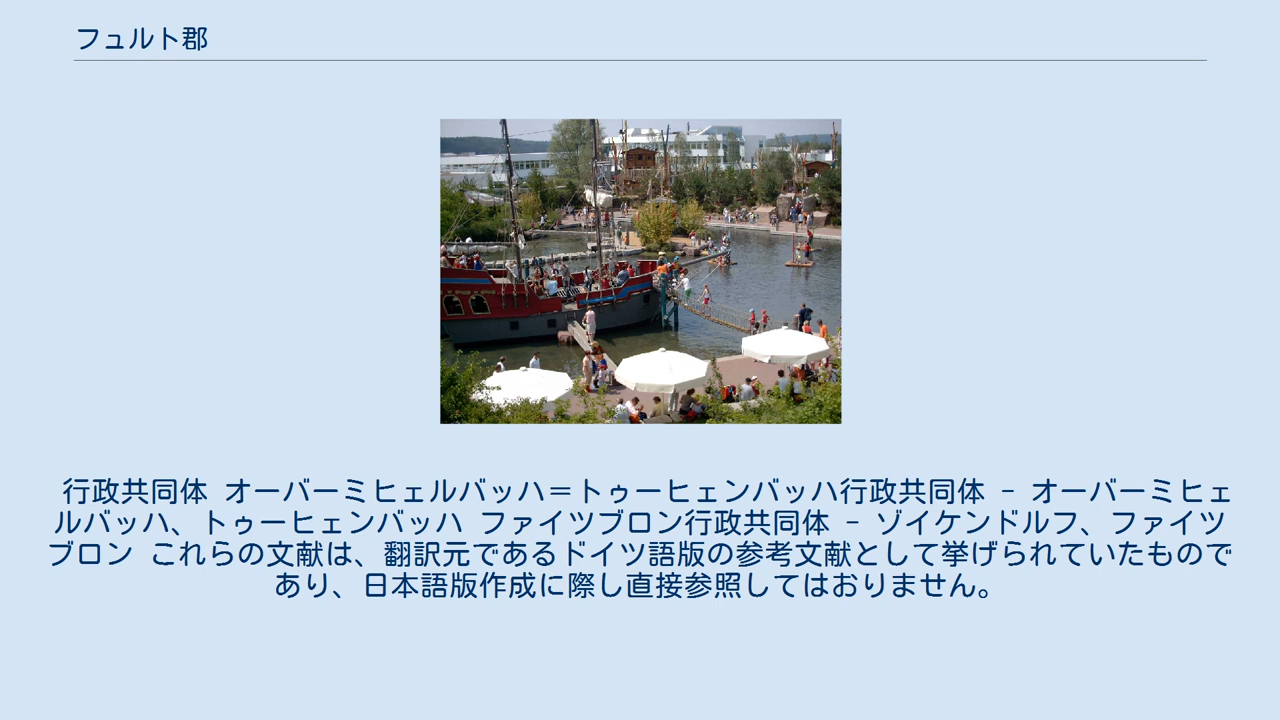 フュルト郡
行政共同体 オーバーミヒェルバッハ＝トゥーヒェンバッハ行政共同体 - オーバーミヒェ
ルバッハ、トゥーヒェンバッハ ファイツブロン行政共同体 - ゾイケンドルフ、ファイツ
ブロン これらの文献は、翻訳元であるドイツ語版の参考文献として挙げられていたもので
あり、日本語版作成に際し直接参照してはおりません。